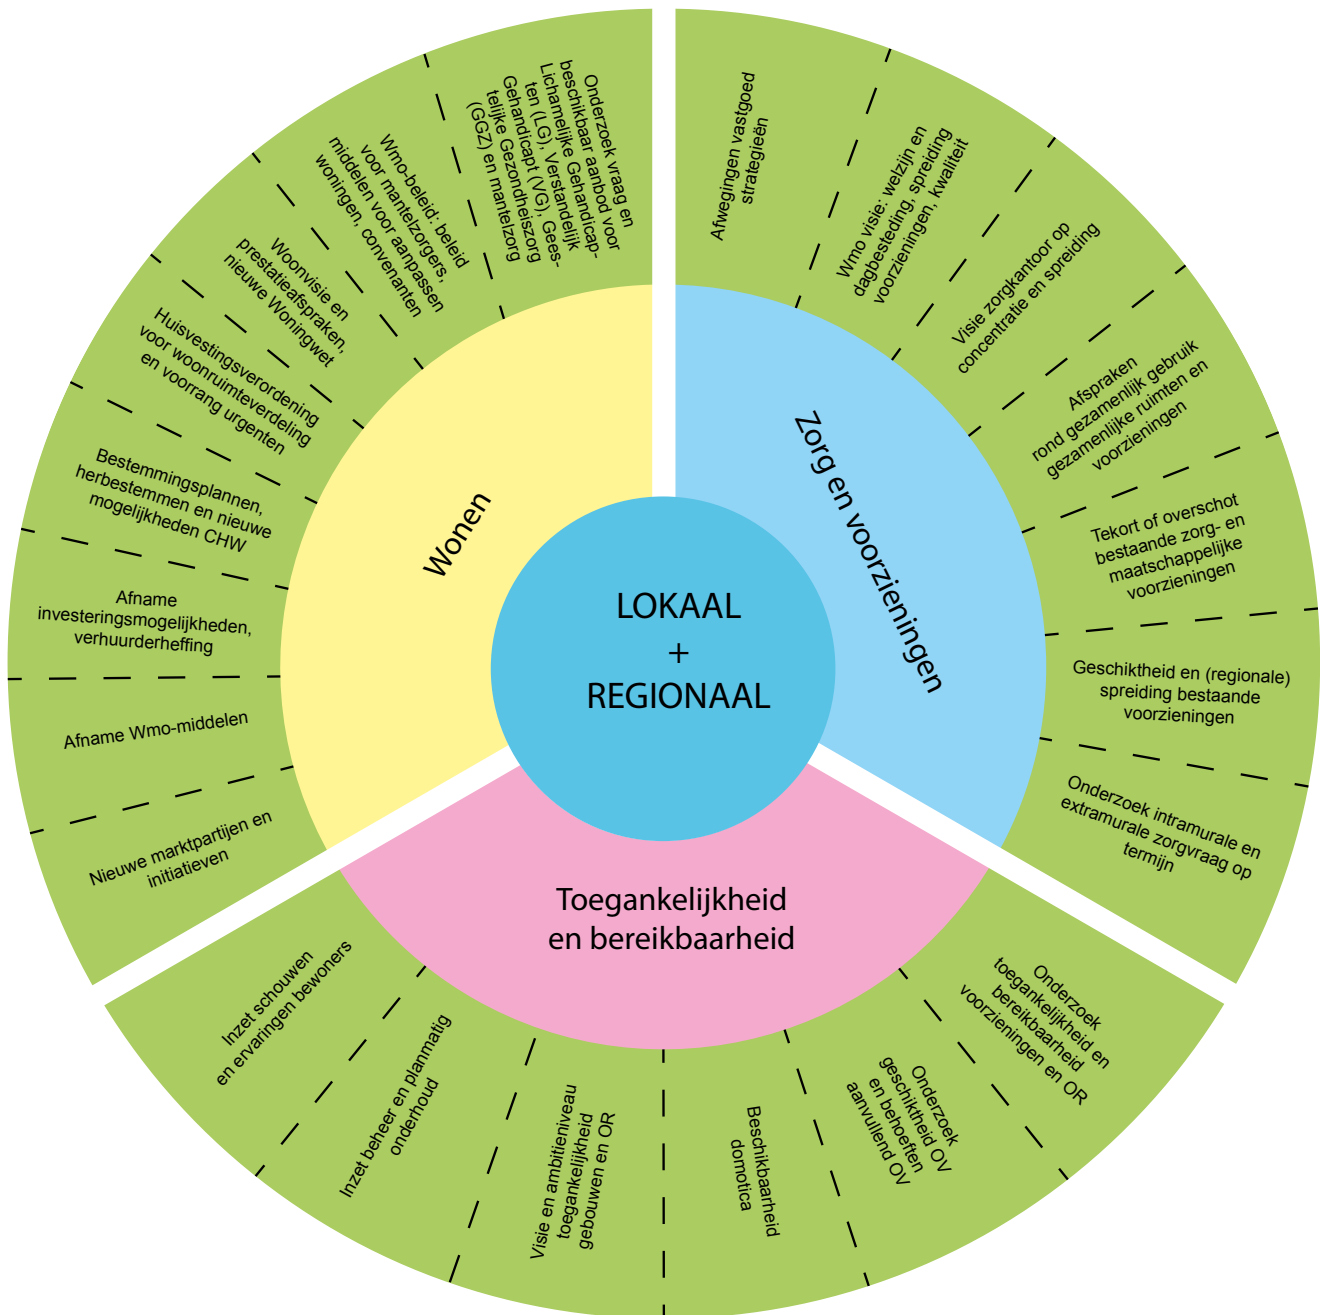 LOKAAL
+
REGIONAAL
Wonen
Onderzoek vraag en
beschikbaar aanbod voor
Lichamelijke Gehandicap-
ten (LG), Verstandelijk
Gehandicapt (VG), Gees-
telijke Gezondheiszorg
(GGZ) en mantelzorg
Wmo-beleid: beleid
voor mantelzorgers,
middelen voor aanpassen
woningen, convenanten
Woonvisie en
prestatieafspraken,
nieuwe Woningwet
Huisvestingsverordening
voor woonruimteverdeling
en voorrang urgenten
Bestemmingsplannen,
herbestemmen en nieuwe
mogelijkheden CHW
Afname
investeringsmogelijkheden,
verhuurderheffing
Afname Wmo-middelen
Nieuwe marktpartijen en
initiatieven
Zorg en voorzieningen
Afwegingen vastgoed
strategieën
Wmo visie: welzijn en
dagbesteding, spreiding
voorzieningen, kwaliteit
Visie zorgkantoor op
concentratie en spreiding
Afspraken
rond gezamenlijk gebruik
gezamenlijke ruimten en
voorzieningen
Tekort of overschot
bestaande zorg- en
maatschappelijke
voorzieningen
Geschiktheid en (regionale)
spreiding bestaande
voorzieningen
Onderzoek intramurale en
extramurale zorgvraag op
termijn
Toegankelijkheid
en bereikbaarheid
Onderzoek
toegankelijkheid en
bereikbaarheid
voorzieningen en OR
Onderzoek
geschiktheid OV
en behoeften
aanvullend OV
Beschikbaarheid
domotica
Visie en ambitieniveau
toegankelijkheid
gebouwen en OR
Inzet beheer en planmatig
onderhoud
Inzet schouwen
en ervaringen bewoners